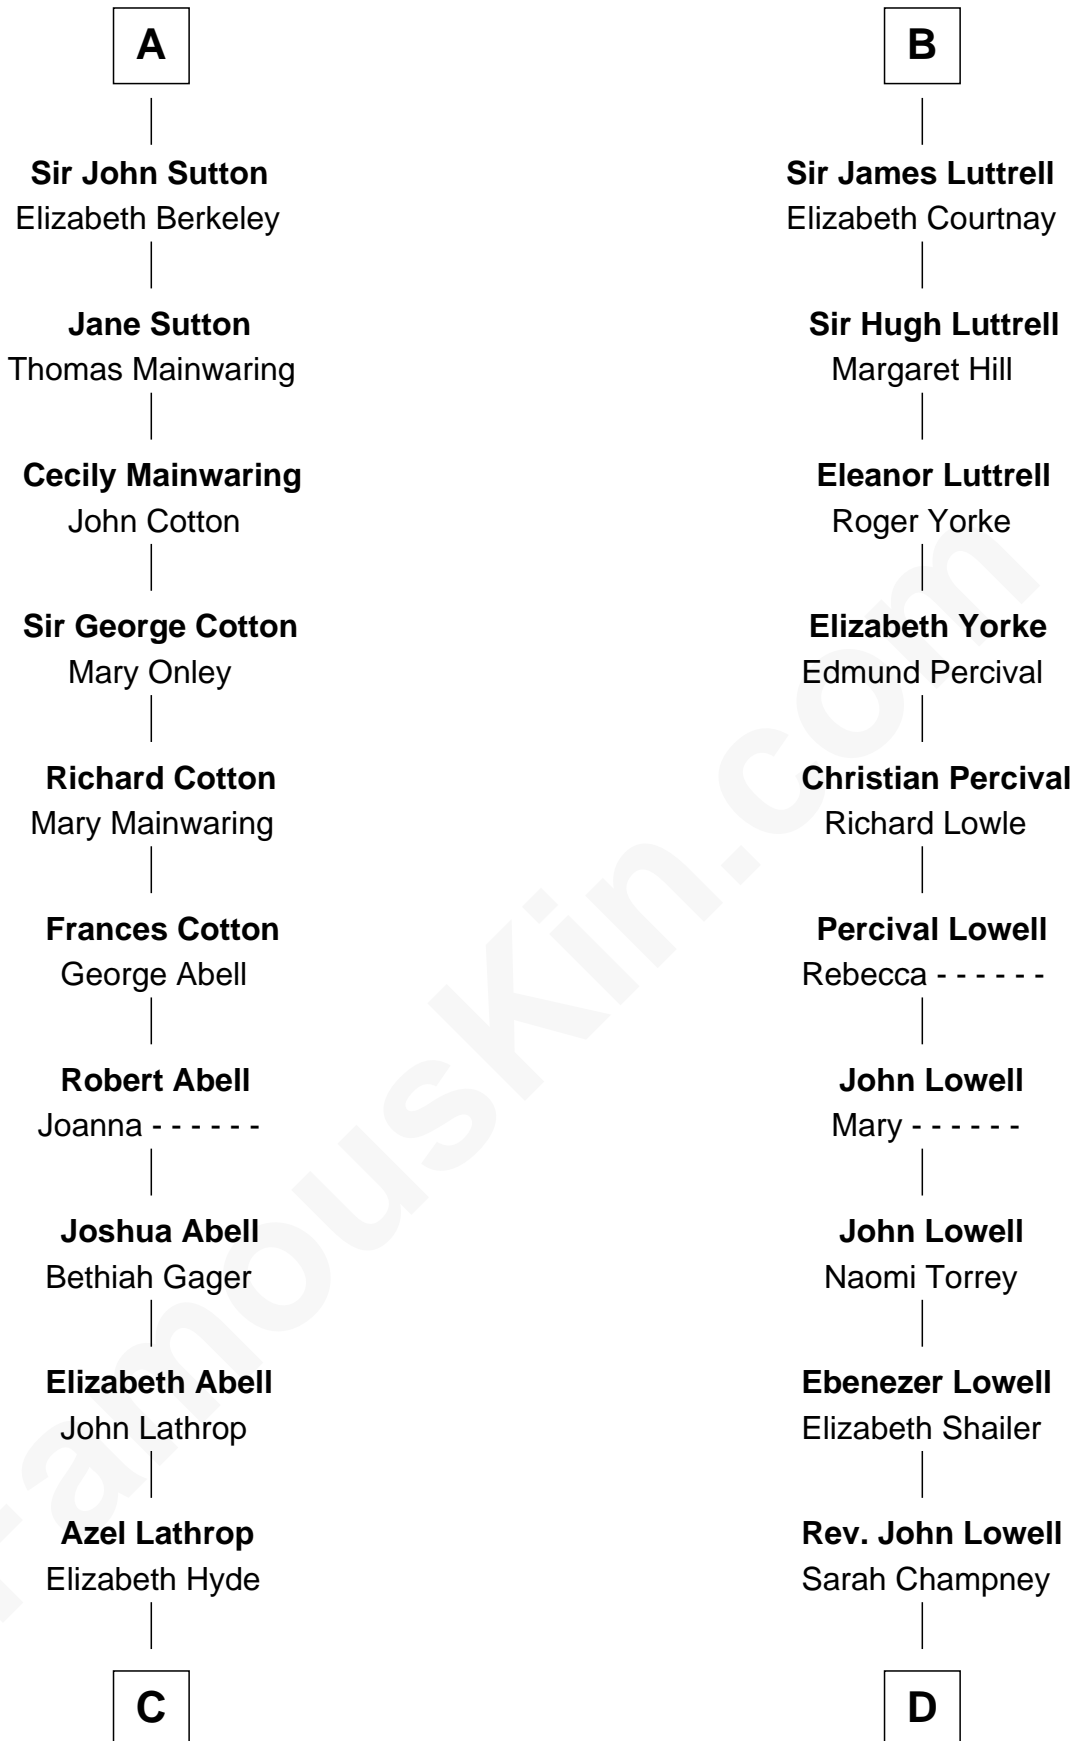 A
Sir John Sutton
Elizabeth Berkeley
Jane Sutton
Thomas Mainwaring
Cecily Mainwaring
John Cotton
Sir George Cotton
Mary Onley
Richard Cotton
Mary Mainwaring
Frances Cotton
George Abell
Robert Abell
Joanna - - - - - -
Joshua Abell
Bethiah Gager
Elizabeth Abell
John Lathrop
Azel Lathrop
Elizabeth Hyde
C
B
Sir James Luttrell
Elizabeth Courtnay
Sir Hugh Luttrell
Margaret Hill
Eleanor Luttrell
Roger Yorke
Elizabeth Yorke
Edmund Percival
Christian Percival
Richard Lowle
Percival Lowell
Rebecca - - - - - -
John Lowell
Mary - - - - - -
John Lowell
Naomi Torrey
Ebenezer Lowell
Elizabeth Shailer
Rev. John Lowell
Sarah Champney
D
FamousKin.com